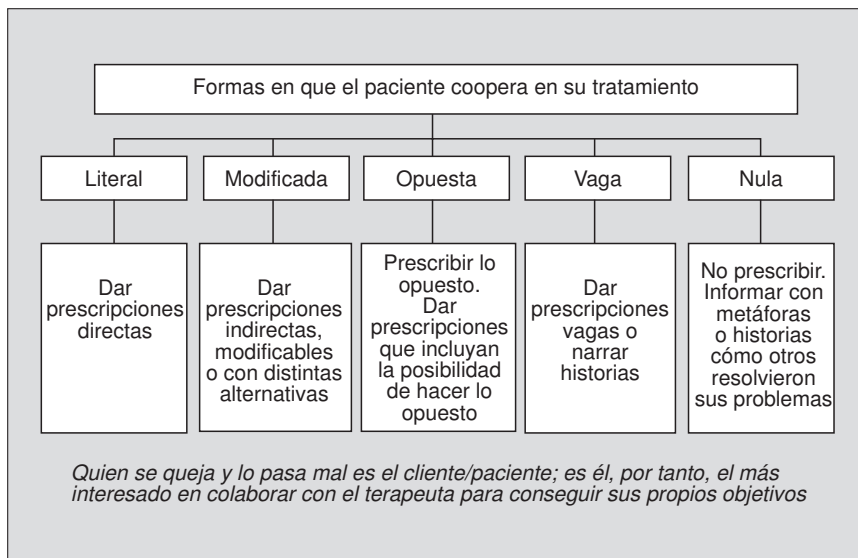 Formas en que el paciente coopera en su tratamiento
Literal
Modificada
Opuesta
Vaga
Nula
Dar
prescripciones
directas
Dar
prescripciones
indirectas,
modificables
o con distintas
alternativas
Prescribir lo
opuesto.
Dar
prescripciones
que incluyan
la posibilidad
de hacer lo
opuesto
Dar
prescripciones
vagas o
narrar
historias
No prescribir.
Informar con
metáforas
o historias
cómo otros
resolvieron
sus problemas
Quien se queja y lo pasa mal es el cliente/paciente; es él, por tanto, el más
interesado en colaborar con el terapeuta para conseguir sus propios objetivos